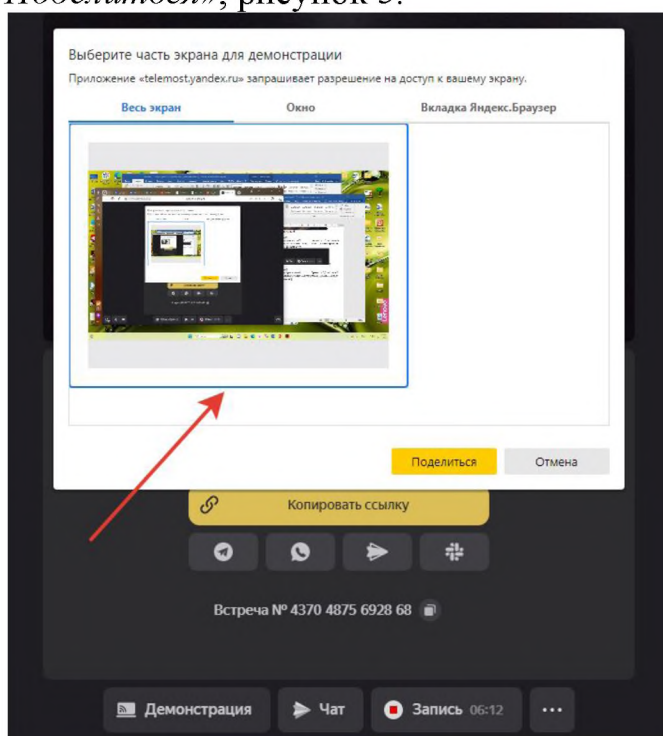 Выберите часть экрана для демонстрации
Приложение «telemost.yandex.ru» запрашивает разрешение на доступ к вашему экрану.
Весь экран Окно Вкладка Яндекс.Браузер
Поделиться Отмена
Копировать ссылку
Встреча № 4370 4875 6928 68
Демонстрация Чат Запись 06:12